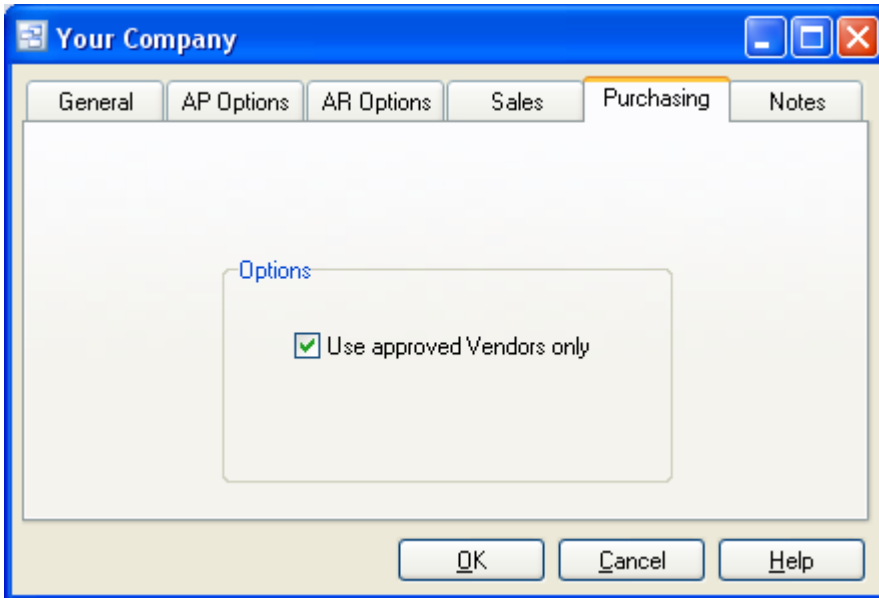 Your Company
General AP Options AR Options Sales Purchasing Notes
Options
Use approved Vendors only
OK Cancel Help